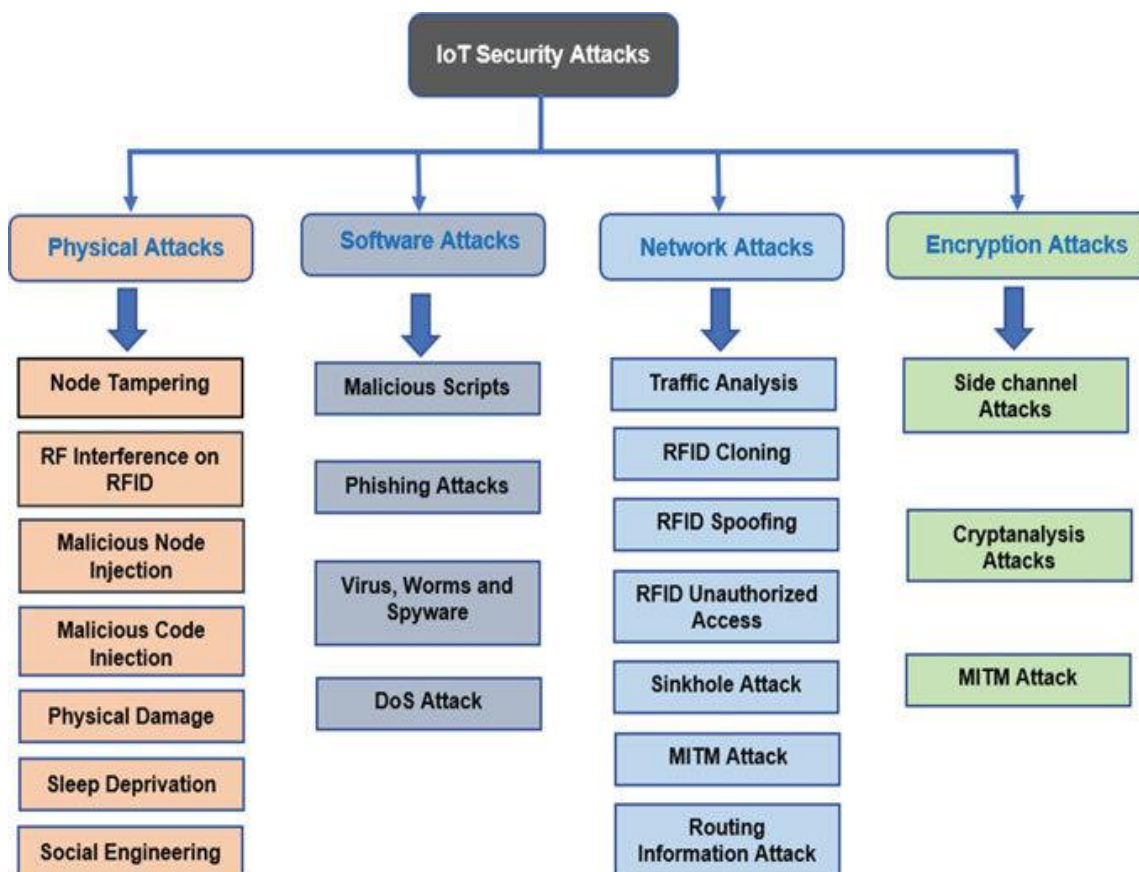 IoT Security Attacks
Physical Attacks
Software Attacks
Network Attacks
Encryption Attacks
Node Tampering
RF Interference on
RFID
Malicious Node
Injection
Malicious Code
Iniection
Physical Damage
Sleep Deprivation
Social Engineering
Malicious Scripts
Phishing Attacks
Virus, Worms and
Spyware
DoS Attack
Traffic Analysis
RFID Cloning
RFID Spoofing
RFID Unauthorized
Access
Sinkhole Attack
MITM Attack
Routing
Information Attack
Side channel
Attacks
Cryptanalysis
Attacks
MITM Attack